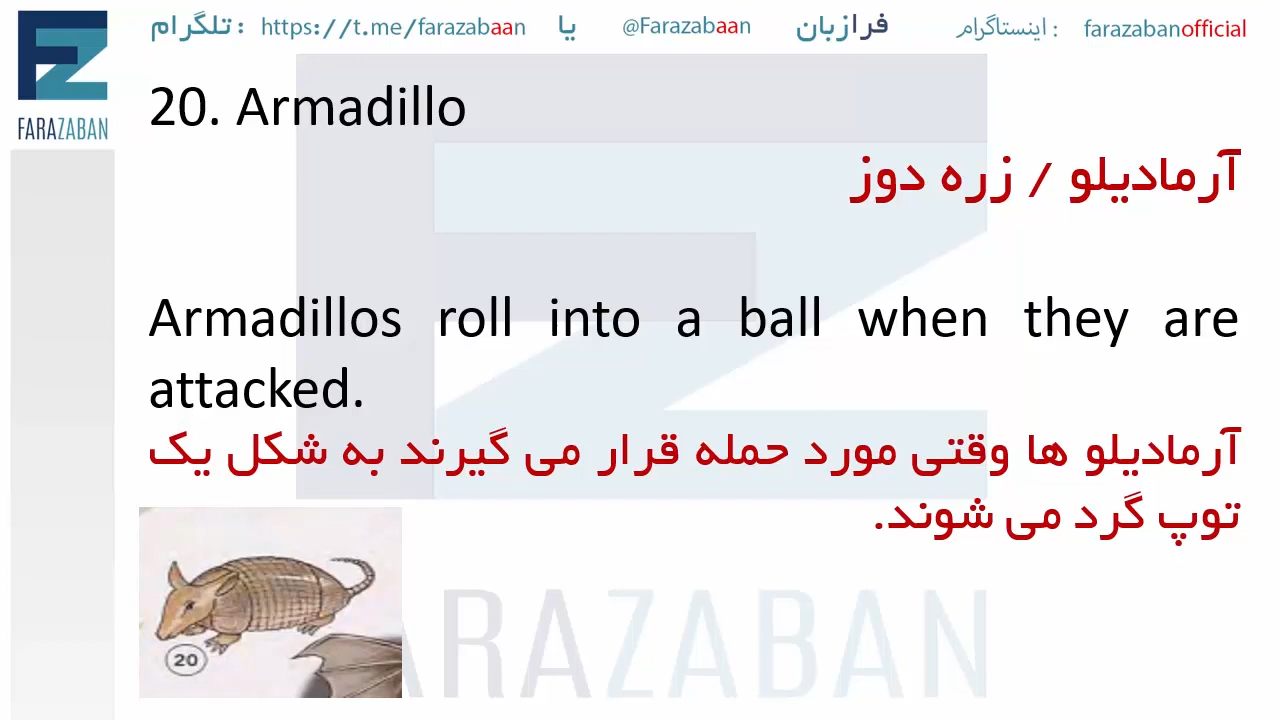 تلگرام : https://t.me/farazabaan یا @Farazabaan فرازبان اینستاگرام : farazabanofficial
FARAZABAN
20. Armadillo
آرمادیلو / زره دوز
Armadillos roll into a ball when they are
attacked.
آرمادیلو ها وقتی مورد حمله قرار می گیرند به شکل یک
توپ گرد می شوند.
20
FARAZABAN